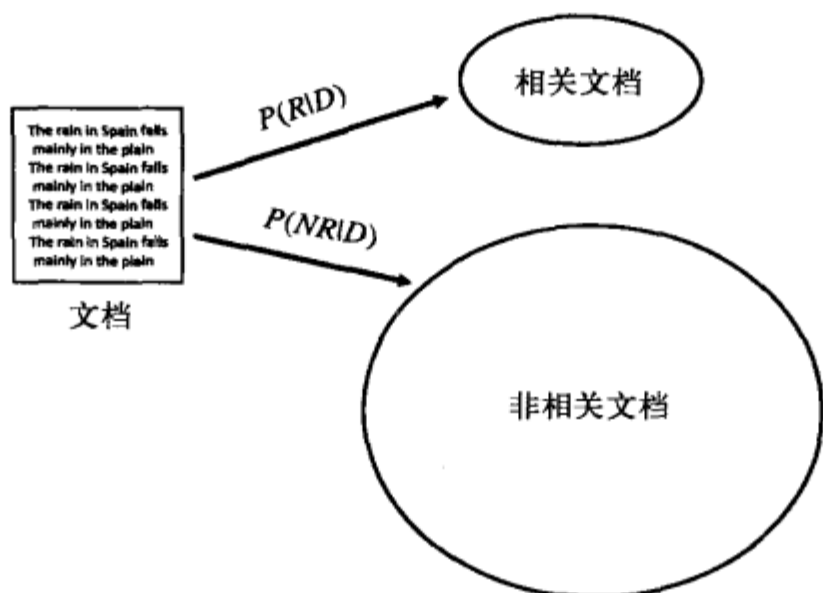 相关文档
P(R|D)
The rain in Spain falls
mainly in the plain
The rain in Spain falls
mainly in the plain
The rain in Spain falls
mainly in the plain
The rain in Spain falls
mainly in the plain
P(NR|D)
文档
非相关文档